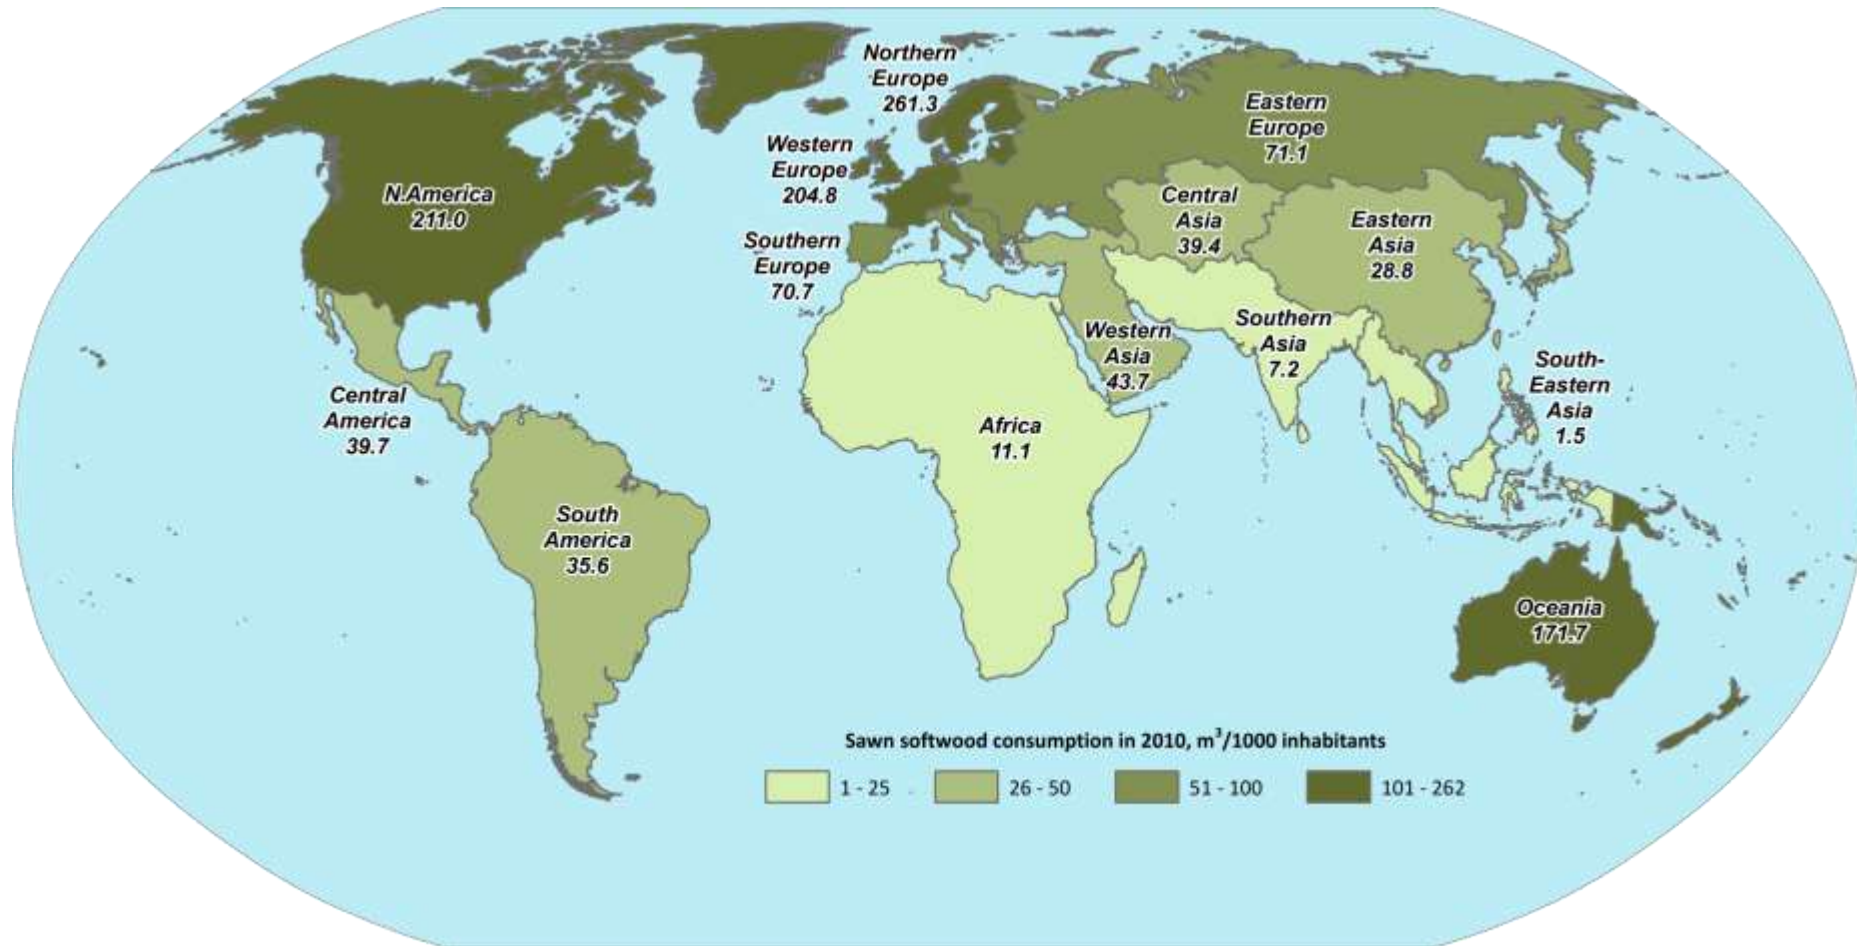 Northern
Europe
261.3
Eastern
Europe
71.1
Western
Europe
204.8
N.America
211.0
Central
Asia
39.4
Eastern
Asia
28.8
Southern
Europe
70.7
Southern
Asia
7.2
Western
Asia
43.7
South-
Eastern
Asia
1.5
Central
America
39.7
Africa
11.1
South
America
35.6
Oceania
171.7
Sawn softwood consumption in 2010, m³/1000 inhabitants
1 - 25
26 - 50
51 - 100
101 - 262